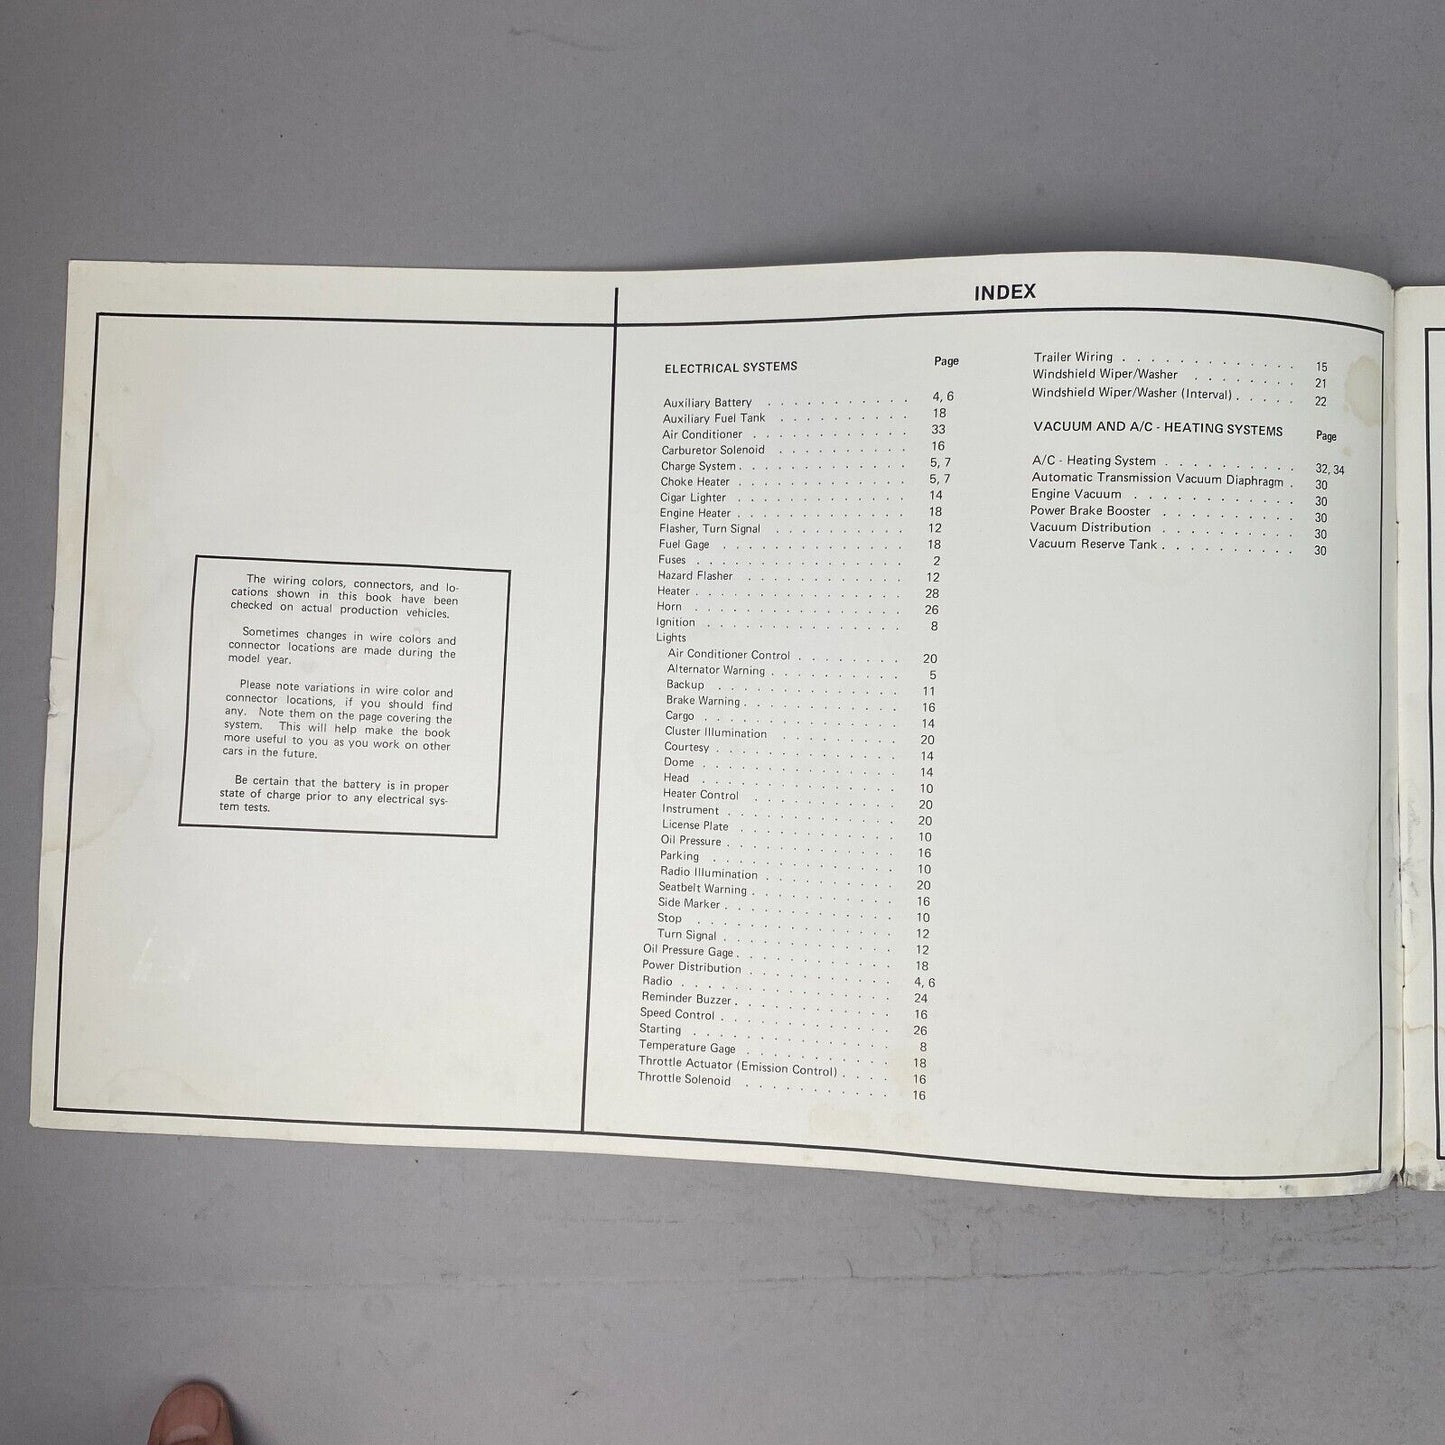 The wiring colors, connectors, and lo-
cations shown in this book have been
checked on actual production vehicles.
Sometimes changes in wire colors and
connector locations are made during the
model year.
Please note variations in wire color and
connector locations, if you should find
any. Note them on the page covering the
system. This will help make the book
more useful to you as you work on other
cars in the future.
Be certain that the battery is in proper
state of charge prior to any electrical sys-
tem tests.
INDEX
ELECTRICAL SYSTEMS Page
Auxiliary Battery . . . . . . . . . . . 4, 6
Auxiliary Fuel Tank . . . . . . . . . . 18
Air Conditioner . . . . . . . . . . . . 33
Carburetor Solenoid . . . . . . . . . . 16
Charge System . . . . . . . . . . . . . 5, 7
Choke Heater . . . . . . . . . . . . . 5, 7
Cigar Lighter . . . . . . . . . . . . . 14
Engine Heater . . . . . . . . . . . . . 18
Flasher, Turn Signal . . . . . . . . . . 12
Fuel Gage . . . . . . . . . . . . . . 18
Fuses . . . . . . . . . . . . . . . . 2
Hazard Flasher . . . . . . . . . . . . 12
Heater . . . . . . . . . . . . . . . . 28
Horn . . . . . . . . . . . . . . . . 26
Ignition . . . . . . . . . . . . . . . 8
Lights
Air Conditioner Control . . . . . . . . 20
Alternator Warning . . . . . . . . . . 5
Backup . . . . . . . . . . . . . . 11
Brake Warning . . . . . . . . . . . . 16
Cargo . . . . . . . . . . . . . . . 14
Cluster Illumination . . . . . . . . . 20
Courtesy . . . . . . . . . . . . . . 14
Dome . . . . . . . . . . . . . . . 14
Head . . . . . . . . . . . . . . . 10
Heater Control . . . . . . . . . . . 20
Instrument . . . . . . . . . . . . . 20
License Plate . . . . . . . . . . . . 10
Oil Pressure . . . . . . . . . . . . . 16
Parking . . . . . . . . . . . . . . 10
Radio Illumination . . . . . . . . . . 20
Seatbelt Warning . . . . . . . . . . . 16
Side Marker . . . . . . . . . . . . . 10
Stop . . . . . . . . . . . . . . . 12
Turn Signal . . . . . . . . . . . . . 12
Oil Pressure Gage . . . . . . . . . . . . 18
Power Distribution . . . . . . . . . . . 4, 6
Radio . . . . . . . . . . . . . . . . 24
Reminder Buzzer . . . . . . . . . . . . 16
Speed Control . . . . . . . . . . . . . 26
Starting . . . . . . . . . . . . . . . 8
Temperature Gage . . . . . . . . . . . 18
Throttle Actuator (Emission Control) . . . . 16
Throttle Solenoid . . . . . . . . . . . 16
Trailer Wiring . . . . . . . . . . . . 15
Windshield Wiper/Washer . . . . . . . 21
Windshield Wiper/Washer (Interval) . . . . . 22
VACUUM AND A/C - HEATING SYSTEMS Page
A/C - Heating System . . . . . . . . . . 32, 34
Automatic Transmission Vacuum Diaphragm . 30
Engine Vacuum . . . . . . . . . . . . 30
Power Brake Booster . . . . . . . . . . 30
Vacuum Distribution . . . . . . . . . . 30
Vacuum Reserve Tank . . . . . . . . . . 30